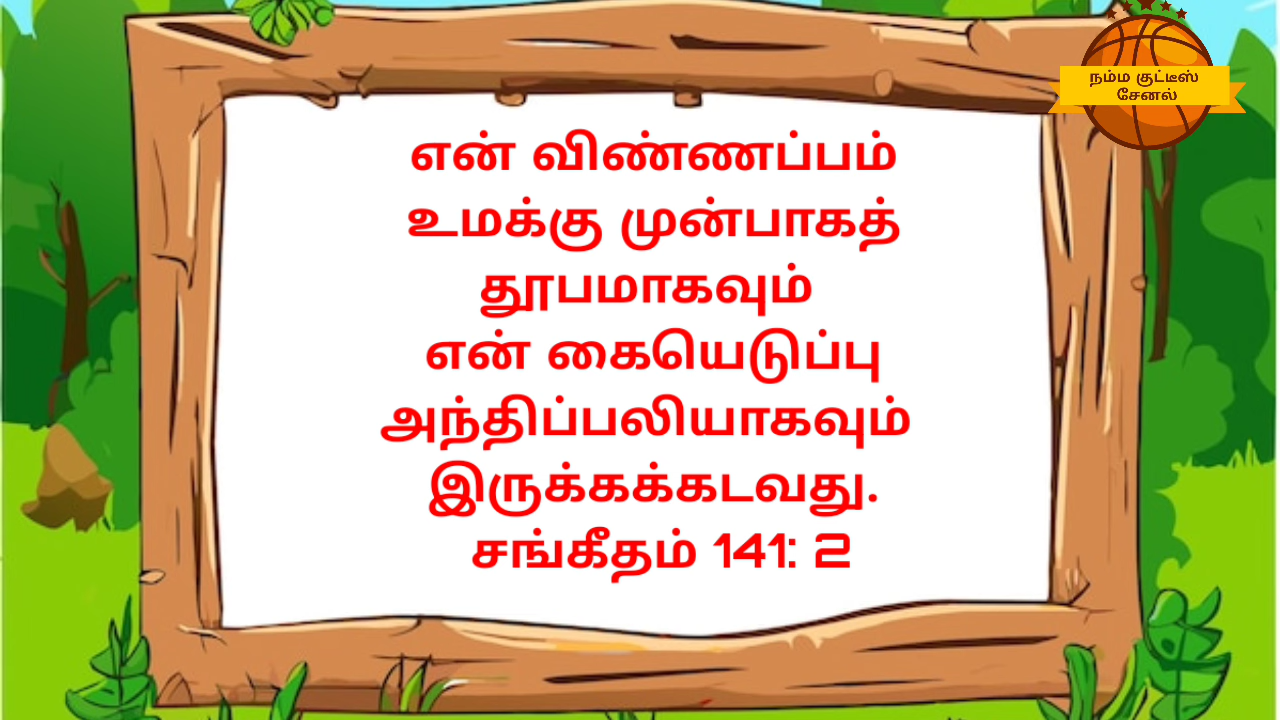 நம்ம குட்டீஸ்
சேனல்
என் விண்ணப்பம்
உமக்கு முன்பாகத்
தூபமாகவும்
என் கையெடுப்பு
அந்திப்பலியாகவும்
இருக்கக்கடவது.
சங்கீதம் 141: 2